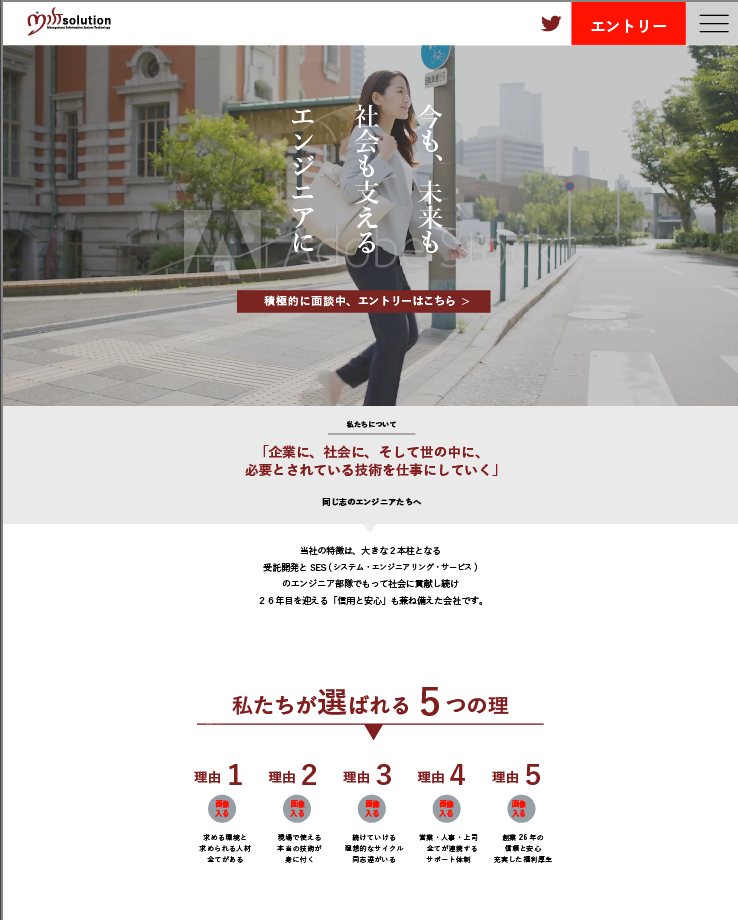 solution
Management Information System Technology
エントリー
今も、未来も
社会も支える
エンジニアに
Adobe Stock
積極的に面談中、エントリーはこちら ＞
私たちについて
「企業に、社会に、そして世の中に、
必要とされている技術を仕事にしていく」
同じ志のエンジニアたちへ
当社の特徴は、大きな２本柱となる
受託開発と SES ( システム・エンジニアリング・サービス )
のエンジニア部隊でもって社会に貢献し続け
２６年目を迎える「信用と安心」も兼ね備えた会社です。
私たちが選ばれる 5 つの理
理由 1
画像
入る
求める環境と
求められる人材
全てがある
理由 2
画像
入る
現場で使える
本当の技術が
身に付く
理由 3
画像
入る
続けていける
理想的なサイクル
同志達がいる
理由 4
画像
入る
営業・人事・上司
全てが連携する
サポート体制
理由 5
画像
入る
創業 26 年の
信頼と安心
充実した福利厚生